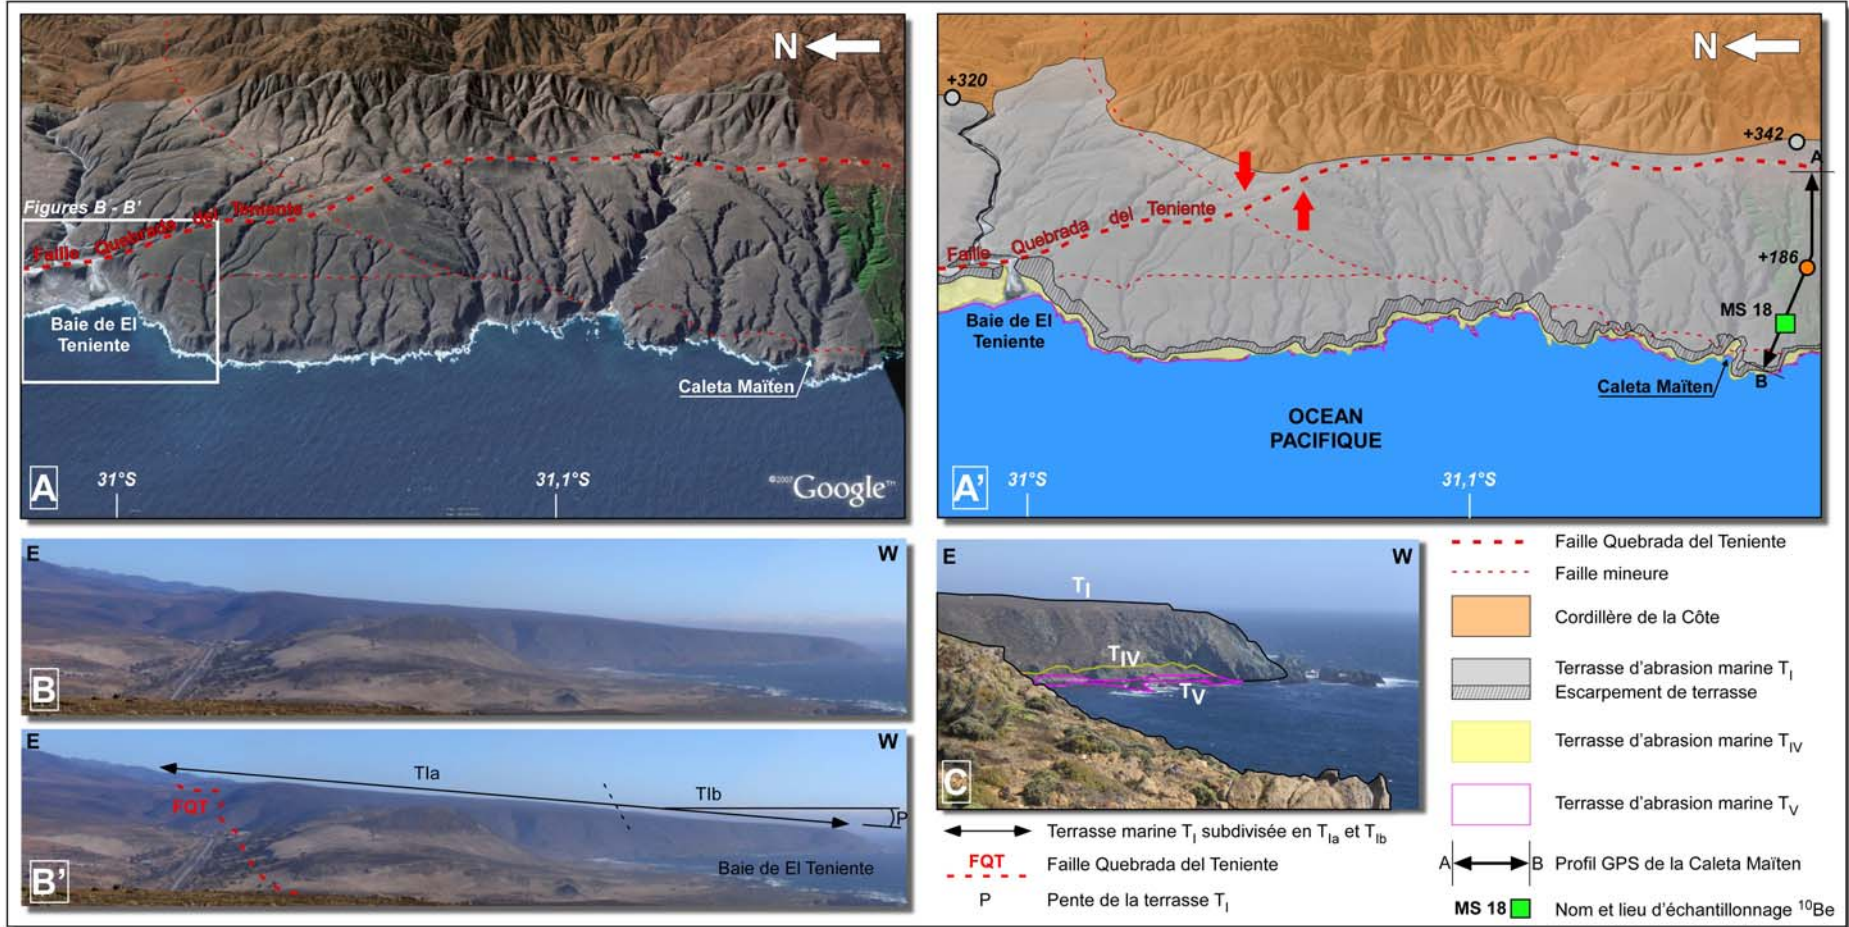 A
N
Figures B - B'
Faille Quebrada del Teniente
Baie de El
Teniente
Caleta Maïten
31°S
31,1°S
©2007 Google™
A'
N
+320
+342
A
Faille Quebrada del Teniente
+186
MS 18
Baie de El
Teniente
Caleta Maïten
B
OCEAN
PACIFIQUE
31°S
31,1°S
E
W
B
E
W
TIa
TIb
FQT
P
Baie de El Teniente
B'
E
W
TI
TIV
TV
C
Terrasse marine TI subdivisée en TIa et TIb
FQT Faille Quebrada del Teniente
P Pente de la terrasse TI
Faille Quebrada del Teniente
Faille mineure
Cordillère de la Côte
Terrasse d'abrasion marine TI
Escarpement de terrasse
Terrasse d'abrasion marine TIV
Terrasse d'abrasion marine TV
A B Profil GPS de la Caleta Maïten
MS 18 Nom et lieu d'échantillonnage 10Be